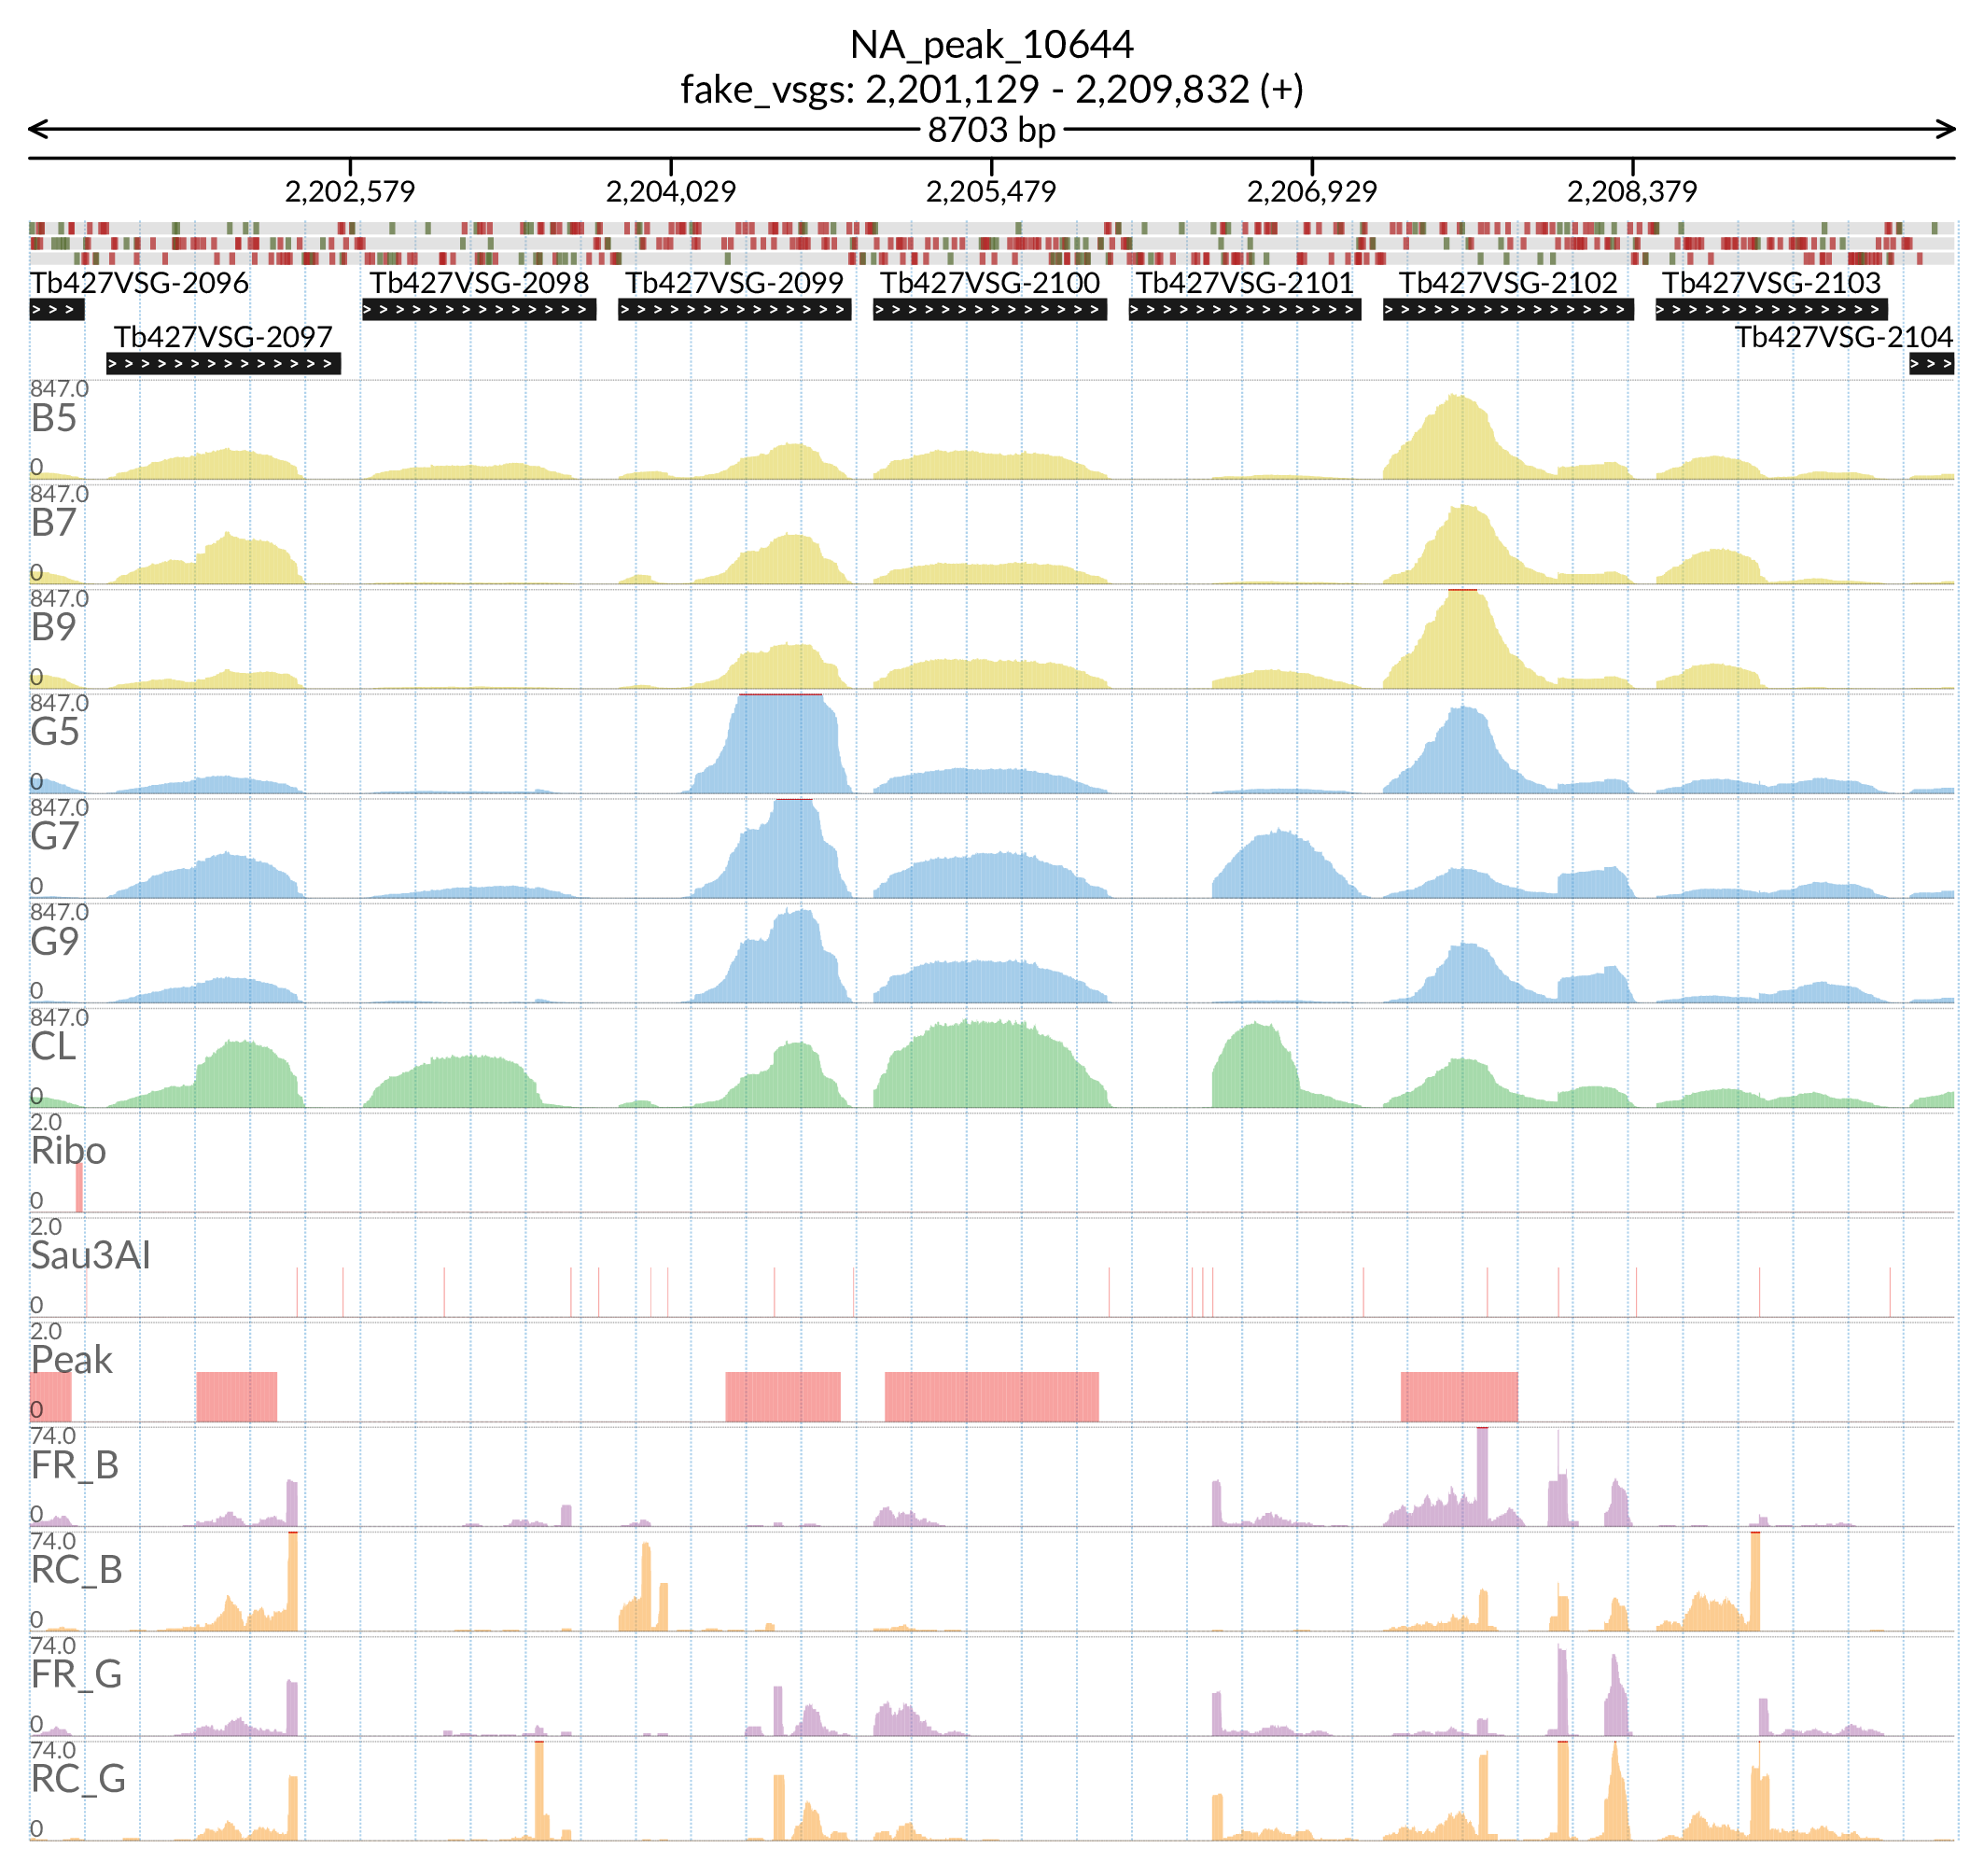 NA_peak_10644
fake_vsgs: 2,201,129 - 2,209,832 (+)
8703 bp
2,202,579 2,204,029 2,205,479 2,206,929 2,208,379
Tb427VSG-2096 Tb427VSG-2098 Tb427VSG-2099 Tb427VSG-2100 Tb427VSG-2101 Tb427VSG-2102 Tb427VSG-2103
Tb427VSG-2097 Tb427VSG-2104
847.0
B5
0
847.0
B7
0
847.0
B9
0
847.0
G5
0
847.0
G7
0
847.0
G9
0
847.0
CL
0
2.0
Ribo
0
2.0
Sau3AI
0
2.0
Peak
0
74.0
FR_B
0
74.0
RC_B
0
74.0
FR_G
0
74.0
RC_G
0